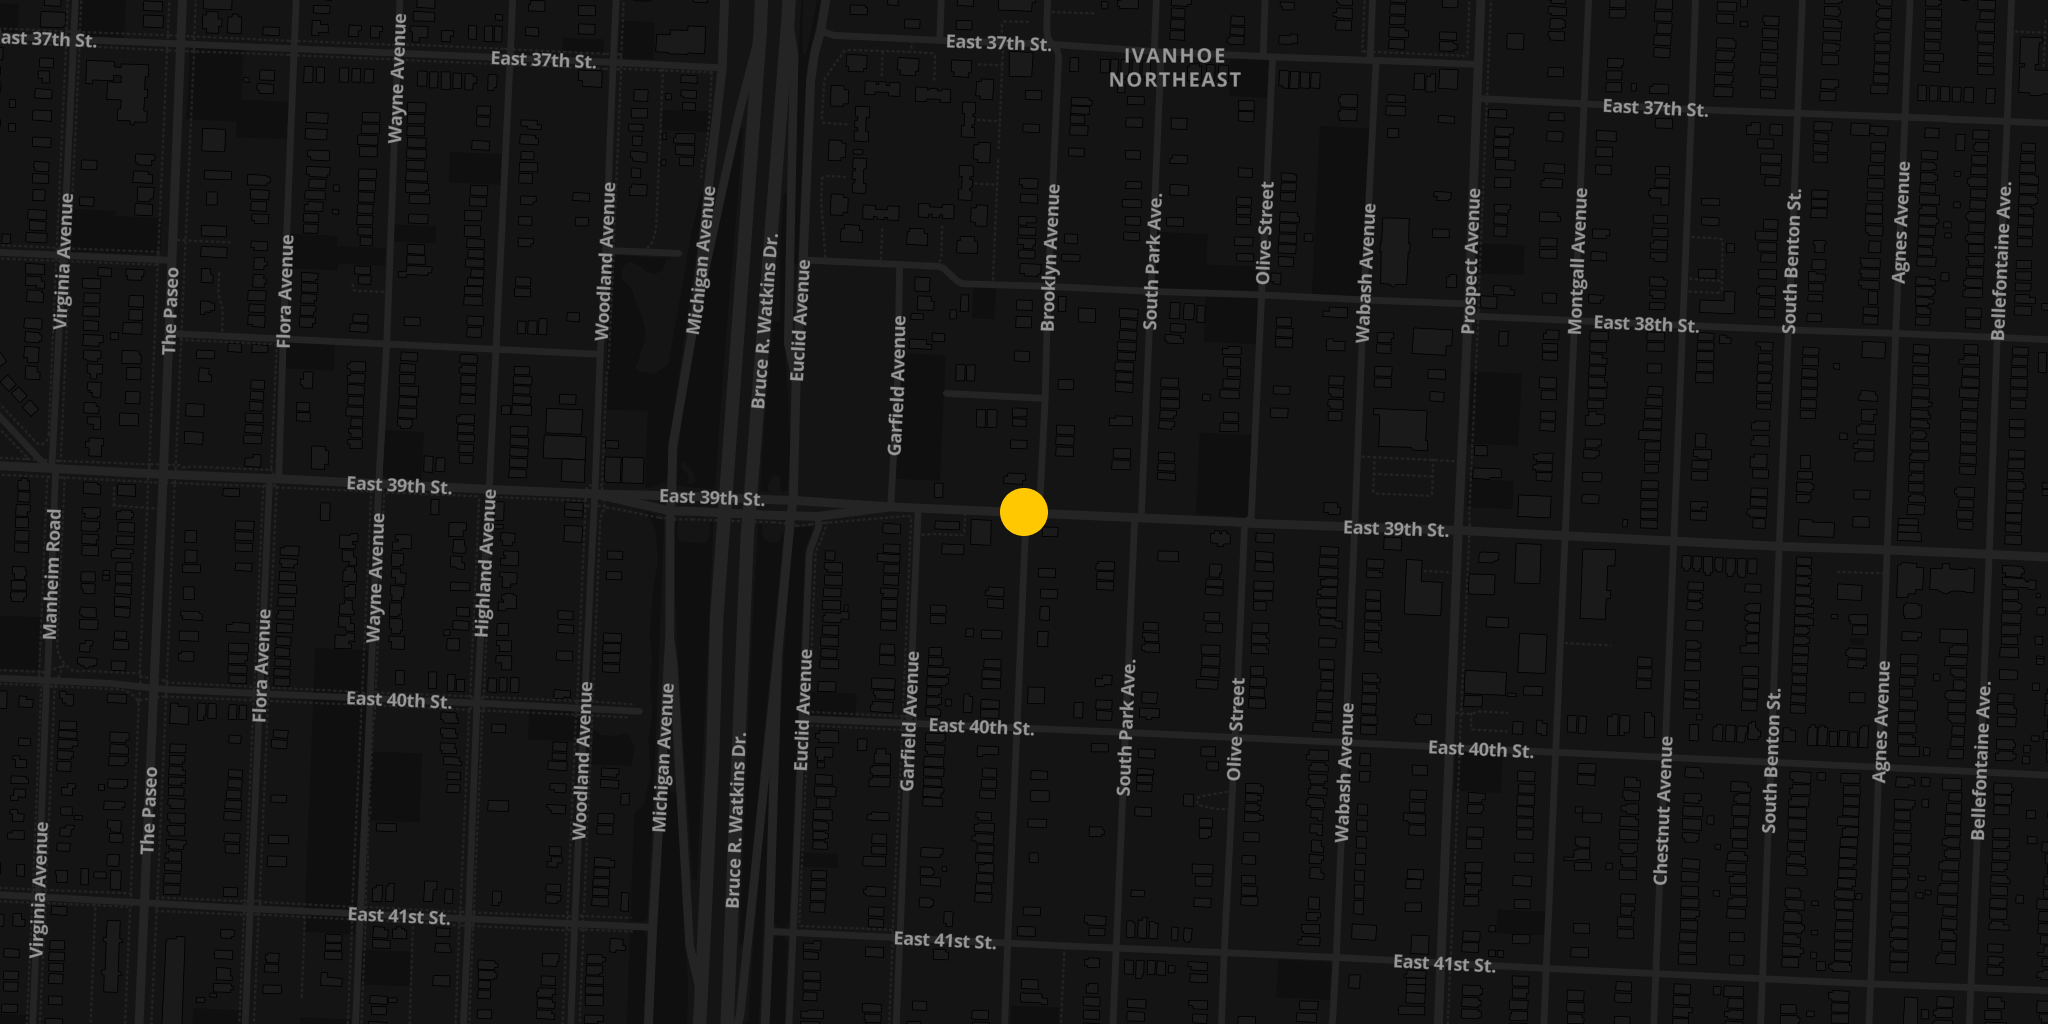 East 37th St.
East 37th St.
East 37th St.
IVANHOE
NORTHEAST
East 37th St.
Wayne Avenue
Virginia Avenue
The Paseo
Flora Avenue
Woodland Avenue
Michigan Avenue
Bruce R. Watkins Dr.
Euclid Avenue
Garfield Avenue
Brooklyn Avenue
South Park Ave.
Olive Street
Wabash Avenue
Prospect Avenue
Montgall Avenue
East 38th St.
South Benton St.
Agnes Avenue
Bellefontaine Ave.
East 39th St.
East 39th St.
East 39th St.
Manheim Road
Flora Avenue
Wayne Avenue
Highland Avenue
East 40th St.
Woodland Avenue
Michigan Avenue
Bruce R. Watkins Dr.
Euclid Avenue
Garfield Avenue
East 40th St.
South Park Ave.
Olive Street
Wabash Avenue
East 40th St.
Chestnut Avenue
South Benton St.
Agnes Avenue
Bellefontaine Ave.
Virginia Avenue
The Paseo
East 41st St.
East 41st St.
East 41st St.